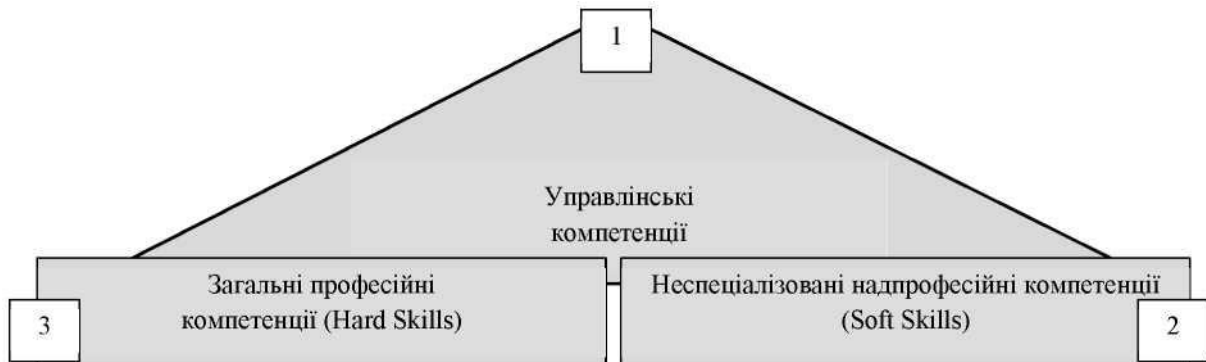 1
Управлінські
компетенції
Загальні професійні
компетенції (Hard Skills)
3
Неспеціалізовані надпрофесійні компетенції
(Soft Skills)
2